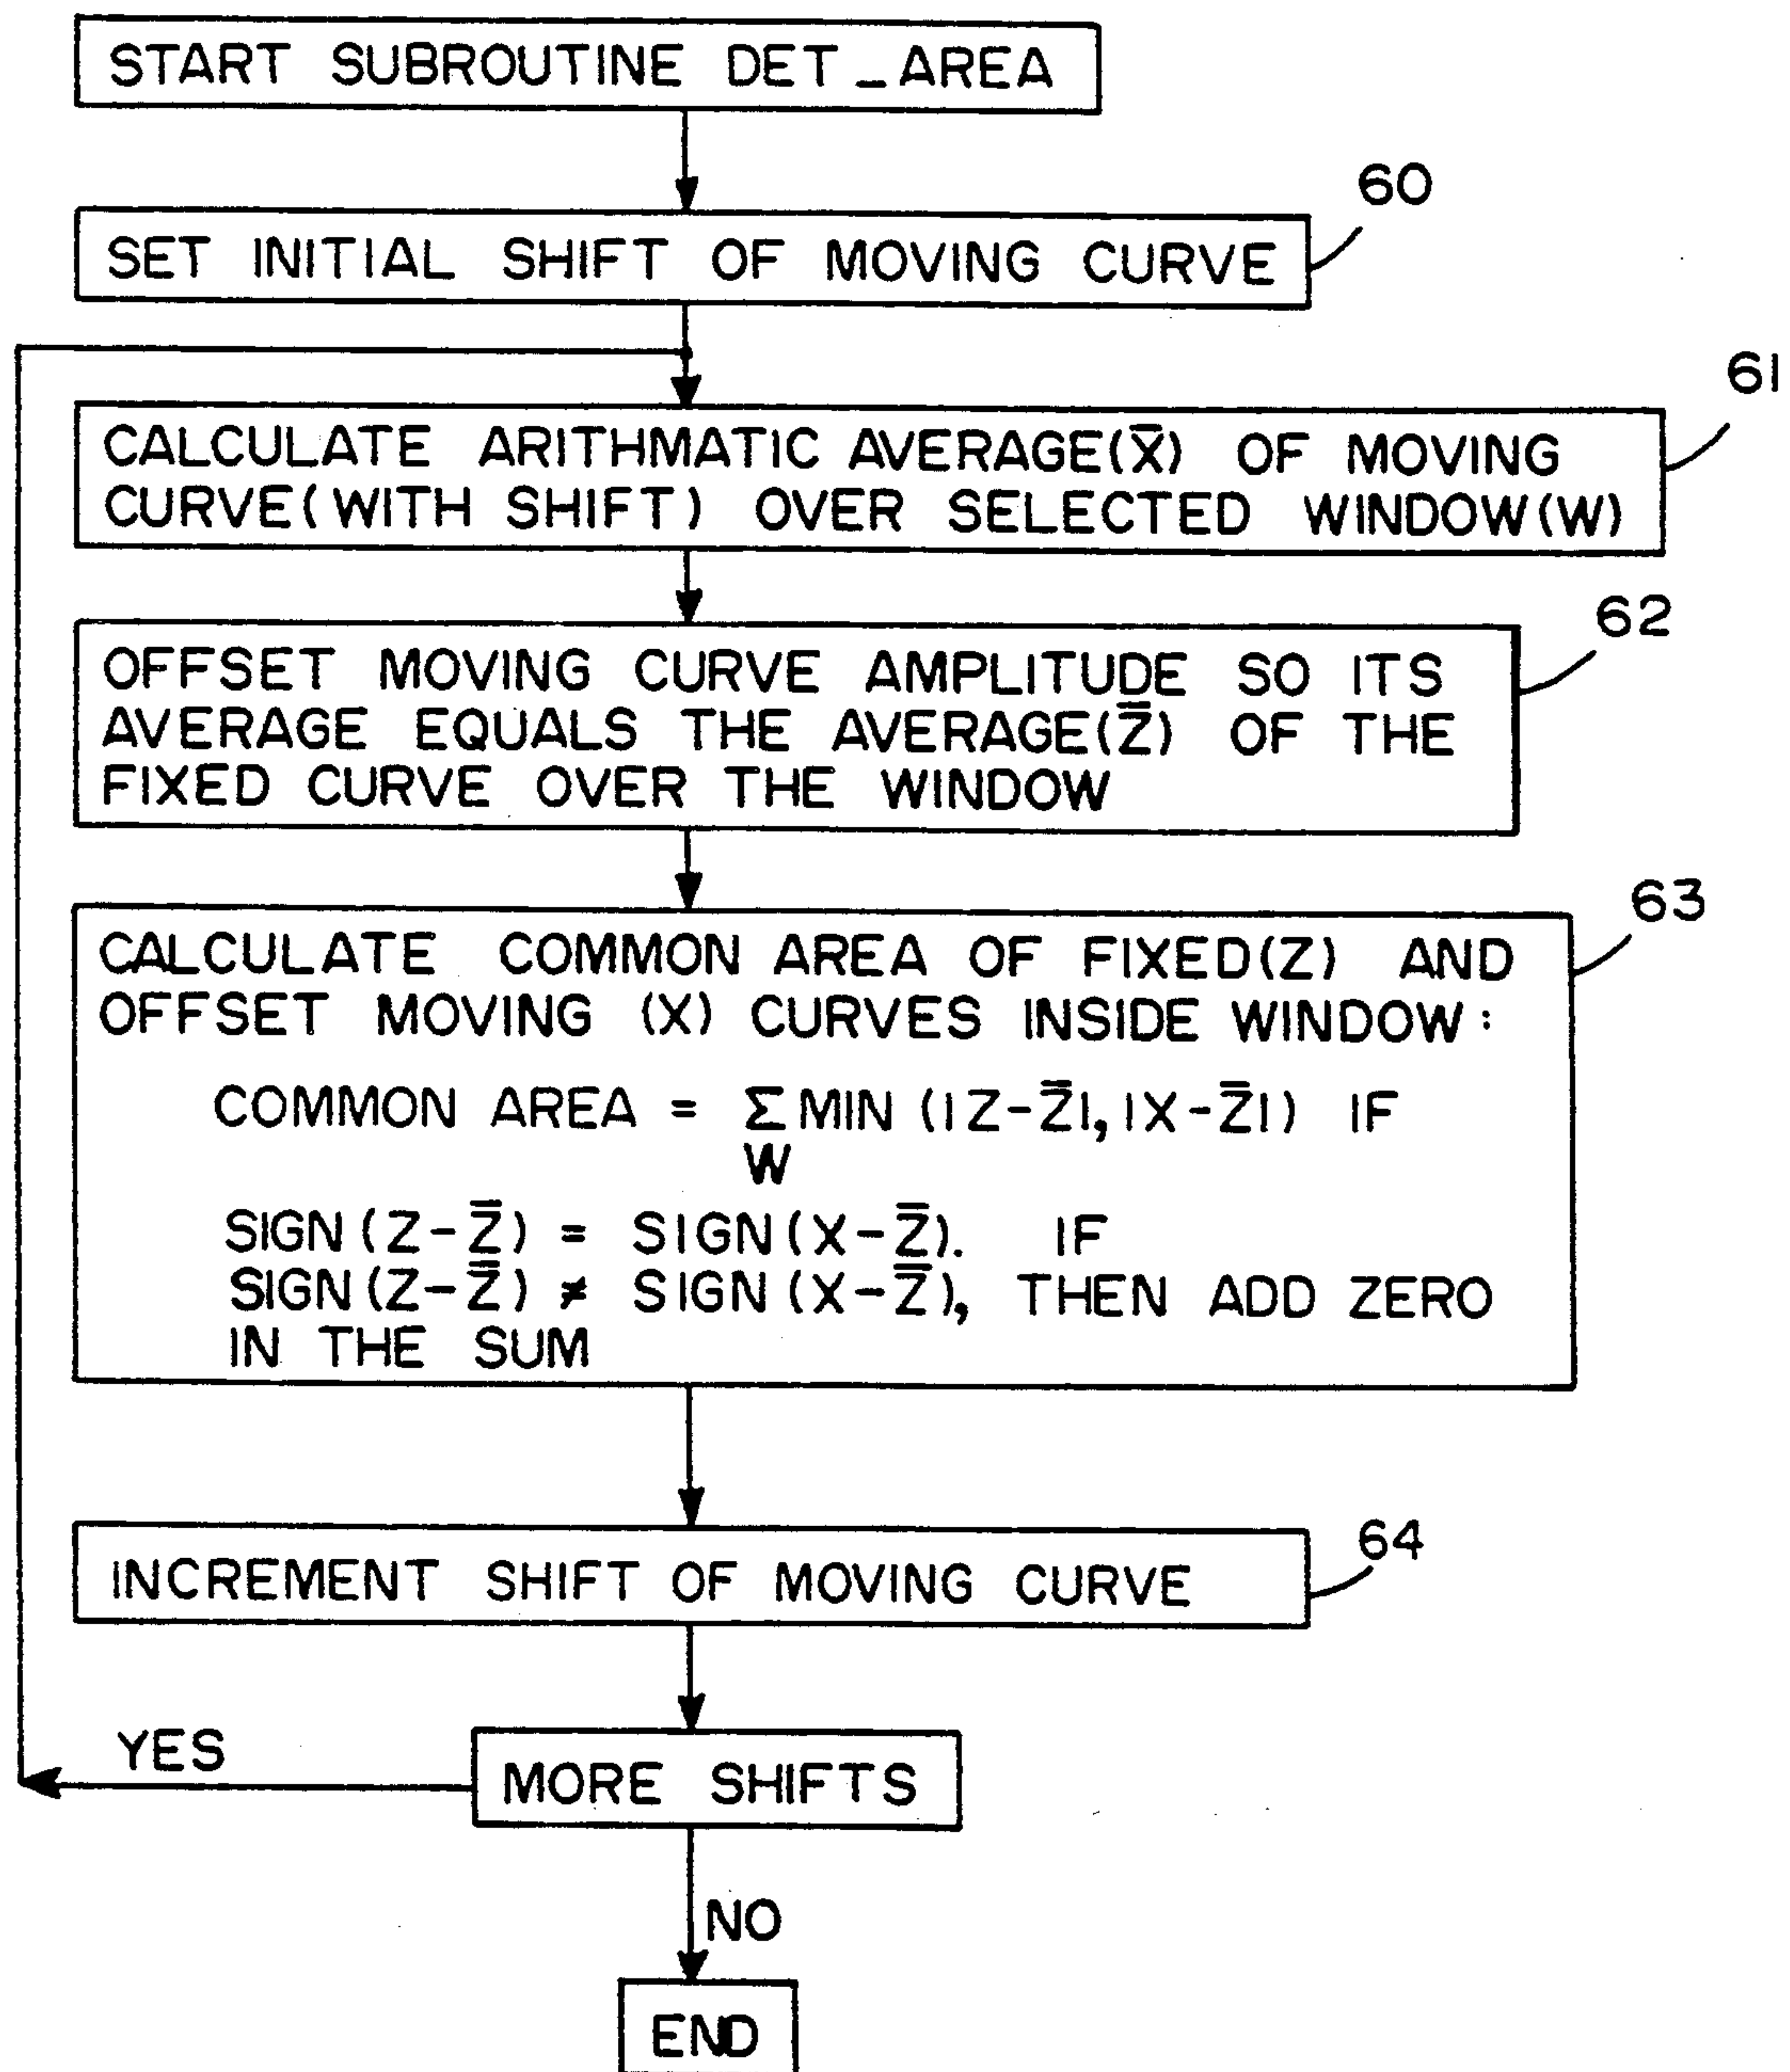 START SUBROUTINE DET_AREA
60
SET INITIAL SHIFT OF MOVING CURVE
61
CALCULATE ARITHMATIC AVERAGE(X̄) OF MOVING
CURVE(WITH SHIFT) OVER SELECTED WINDOW(W)
62
OFFSET MOVING CURVE AMPLITUDE SO ITS
AVERAGE EQUALS THE AVERAGE(Z̄) OF THE
FIXED CURVE OVER THE WINDOW
63
CALCULATE COMMON AREA OF FIXED(Z) AND
OFFSET MOVING (X) CURVES INSIDE WINDOW:
COMMON AREA = Σ MIN (|Z-Z̄|,|X-Z̄|) IF
W
SIGN(Z-Z̄) = SIGN(X-Z̄). IF
SIGN(Z-Z̄) ≠ SIGN(X-Z̄), THEN ADD ZERO
IN THE SUM
64
INCREMENT SHIFT OF MOVING CURVE
YES
MORE SHIFTS
NO
END